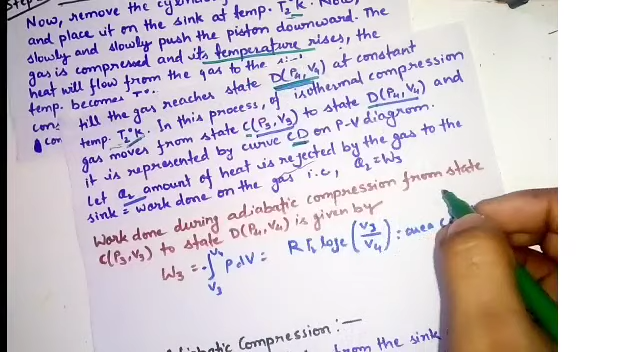 Now, remove the
and place it on the sink at temp. T₂°K. Now,
slowly and slowly push the piston downward. The
gas is compressed and its temperature rises, the
heat will flow from the gas to the
temp. becomes
till the gas reaches state D(P₄,V₄) at constant
temp. T₂°K. In this process, of isothermal compression
gas moves from state C(P₃,V₃) to state D(P₄,V₄) and
it is represented by curve CD on P-V diagram.
Let Q₂ amount of heat is rejected by the gas to the
sink = work done on the gas i.e., Q₂=W₃
Work done during adiabatic compression from state
C(P₃,V₃) to state D(P₄,V₄) is given by
W₃ = -∫ᵥ₃ⱽ⁴ PdV = R T₂ loge (V₃/V₄) = area
Compression :—
from the sink